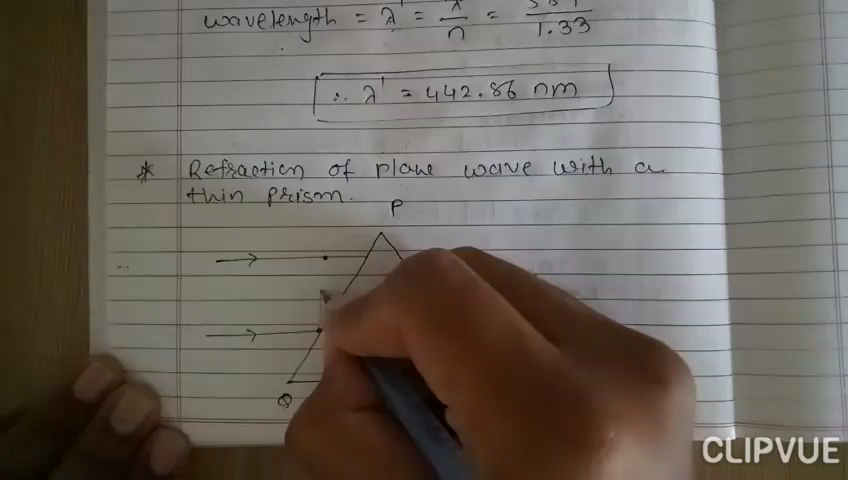 wavelength = λ' = λ/n = /1.33
∴ λ' = 442.86 nm
* Refraction of plane wave with a
thin prism.
P
Q
CLIPVUE